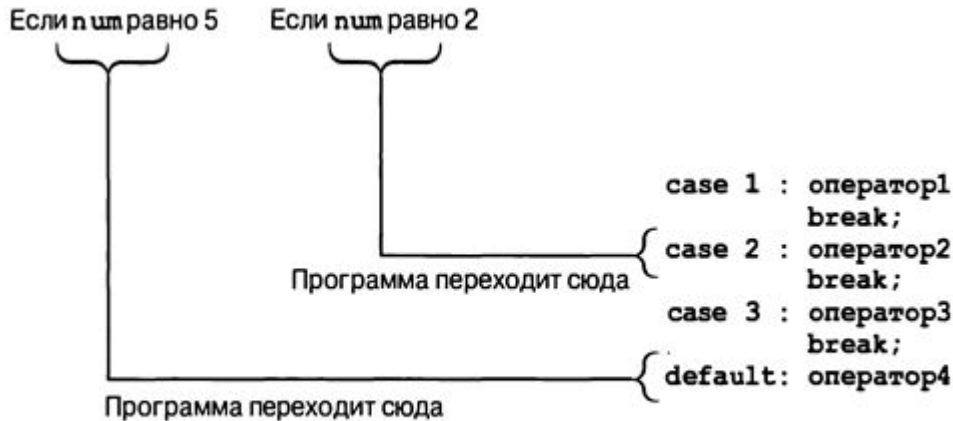 Если num равно 5
Если num равно 2
case 1 : оператор1
break;
case 2 : оператор2
Программа переходит сюда
break;
case 3 : оператор3
break;
default: оператор4
Программа переходит сюда